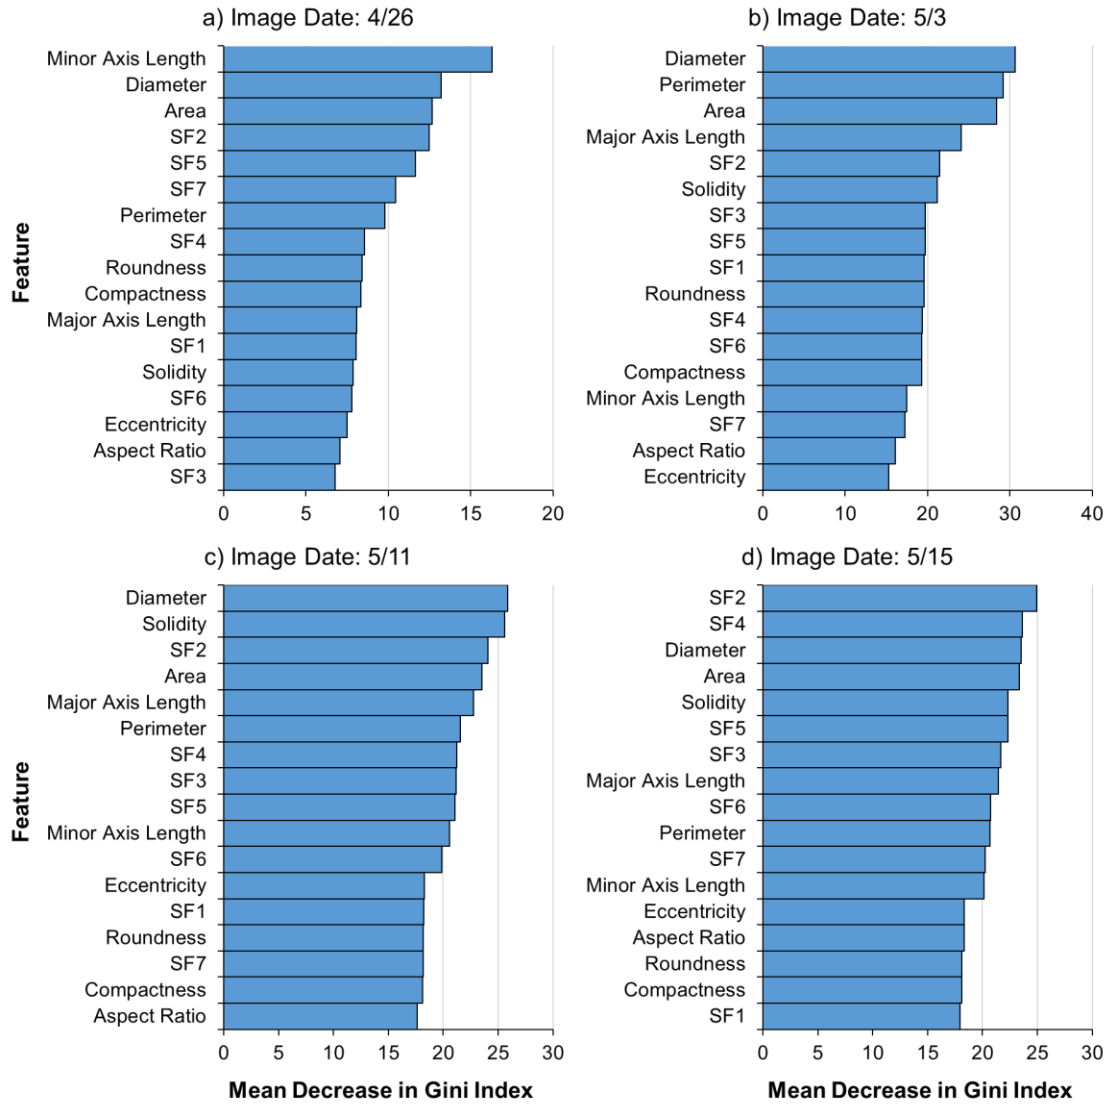 a) Image Date: 4/26
Minor Axis Length
Diameter
Area
SF2
SF5
SF7
Perimeter
SF4
Roundness
Compactness
Major Axis Length
SF1
Solidity
SF6
Eccentricity
Aspect Ratio
SF3
Feature
0 5 10 15 20
b) Image Date: 5/3
Diameter
Perimeter
Area
Major Axis Length
SF2
Solidity
SF3
SF5
SF1
Roundness
SF4
SF6
Compactness
Minor Axis Length
SF7
Aspect Ratio
Eccentricity
0 10 20 30 40
c) Image Date: 5/11
Diameter
Solidity
SF2
Area
Major Axis Length
Perimeter
SF4
SF3
SF5
Minor Axis Length
SF6
Eccentricity
SF1
Roundness
SF7
Compactness
Aspect Ratio
Feature
0 5 10 15 20 25 30
Mean Decrease in Gini Index
d) Image Date: 5/15
SF2
SF4
Diameter
Area
Solidity
SF5
SF3
Major Axis Length
SF6
Perimeter
SF7
Minor Axis Length
Eccentricity
Aspect Ratio
Roundness
Compactness
SF1
0 5 10 15 20 25 30
Mean Decrease in Gini Index